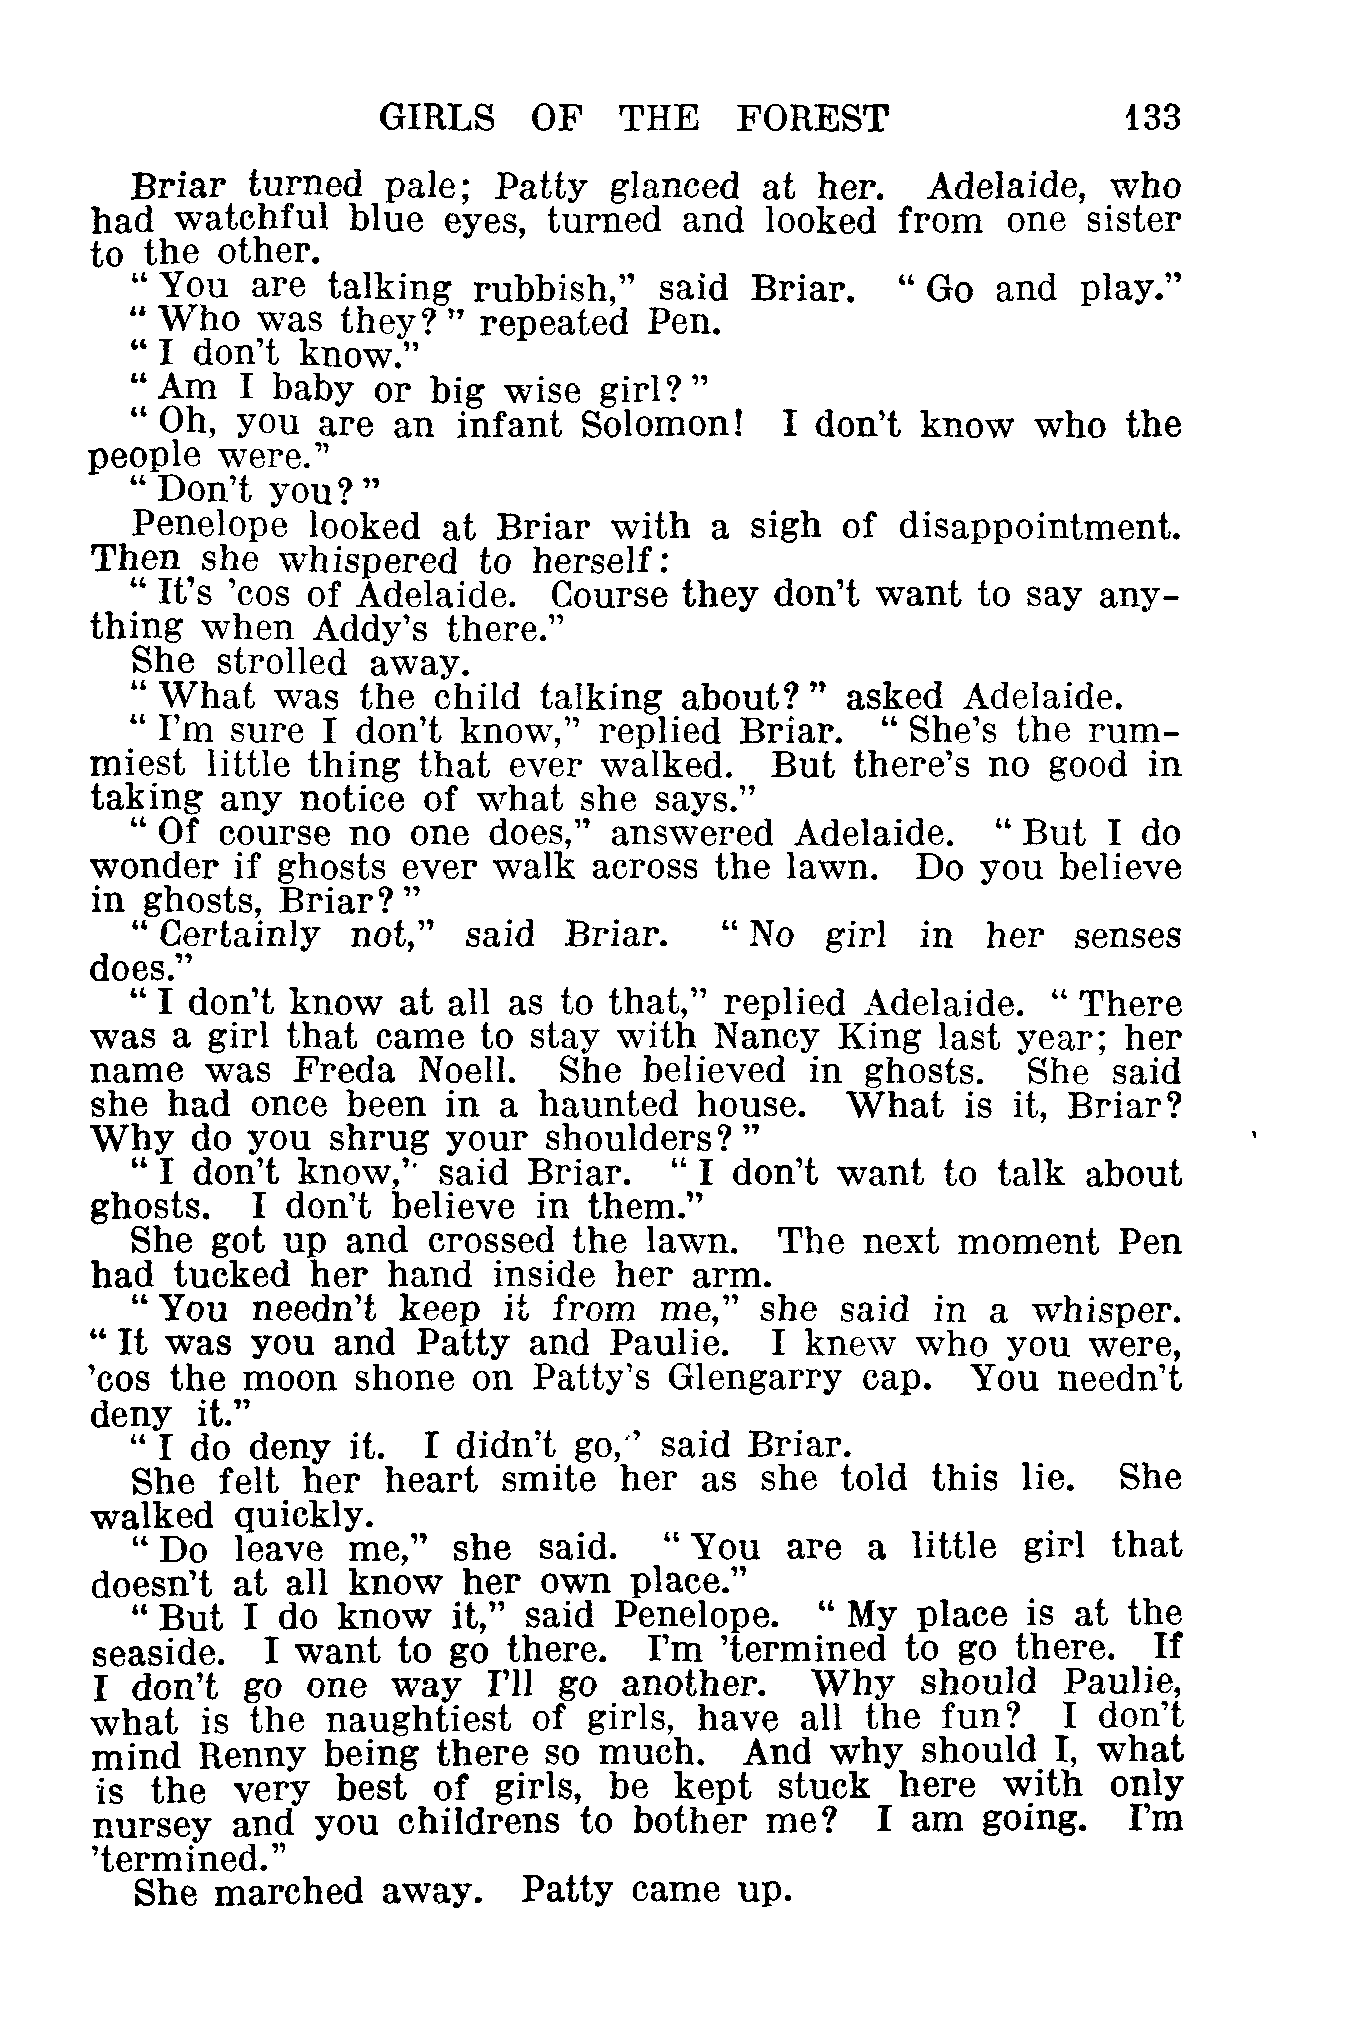 GIRLS OF THE FOREST 133
Briar turned pale; Patty glanced at her. Adelaide, who
had watchful blue eyes, turned and looked from one sister
to the other.
“ You are talking rubbish,” said Briar. “ Go and play.”
“ Who was they? ” repeated Pen.
“ I don’t know.”
“ Am I baby or big wise girl? ”
“ Oh, you are an infant Solomon! I don’t know who the
people were.”
“ Don’t you? ”
Penelope looked at Briar with a sigh of disappointment.
Then she whispered to herself:
“ It’s ’cos of Adelaide. Course they don’t want to say any-
thing when Addy’s there.”
She strolled away.
“ What was the child talking about? ” asked Adelaide.
“ I’m sure I don’t know,” replied Briar. “ She’s the rum-
miest little thing that ever walked. But there’s no good in
taking any notice of what she says.”
“ Of course no one does,” answered Adelaide. “ But I do
wonder if ghosts ever walk across the lawn. Do you believe
in ghosts, Briar? ”
“ Certainly not,” said Briar. “ No girl in her senses
does.”
“ I don’t know at all as to that,” replied Adelaide. “ There
was a girl that came to stay with Nancy King last year; her
name was Freda Noell. She believed in ghosts. She said
she had once been in a haunted house. What is it, Briar?
Why do you shrug your shoulders? ”
“ I don’t know,” said Briar. “ I don’t want to talk about
ghosts. I don’t believe in them.”
She got up and crossed the lawn. The next moment Pen
had tucked her hand inside her arm.
“ You needn’t keep it from me,” she said in a whisper.
“ It was you and Patty and Paulie. I knew who you were,
’cos the moon shone on Patty’s Glengarry cap. You needn’t
deny it.”
“ I do deny it. I didn’t go,” said Briar.
She felt her heart smite her as she told this lie. She
walked quickly.
“ Do leave me,” she said. “ You are a little girl that
doesn’t at all know her own place.”
“ But I do know it,” said Penelope. “ My place is at the
seaside. I want to go there. I’m ’termined to go there. If
I don’t go one way I’ll go another. Why should Paulie,
what is the naughtiest of girls, have all the fun? I don’t
mind Renny being there so much. And why should I, what
is the very best of girls, be kept stuck here with only
nursey and you childrens to bother me? I am going. I’m
’termined.”
She marched away. Patty came up.